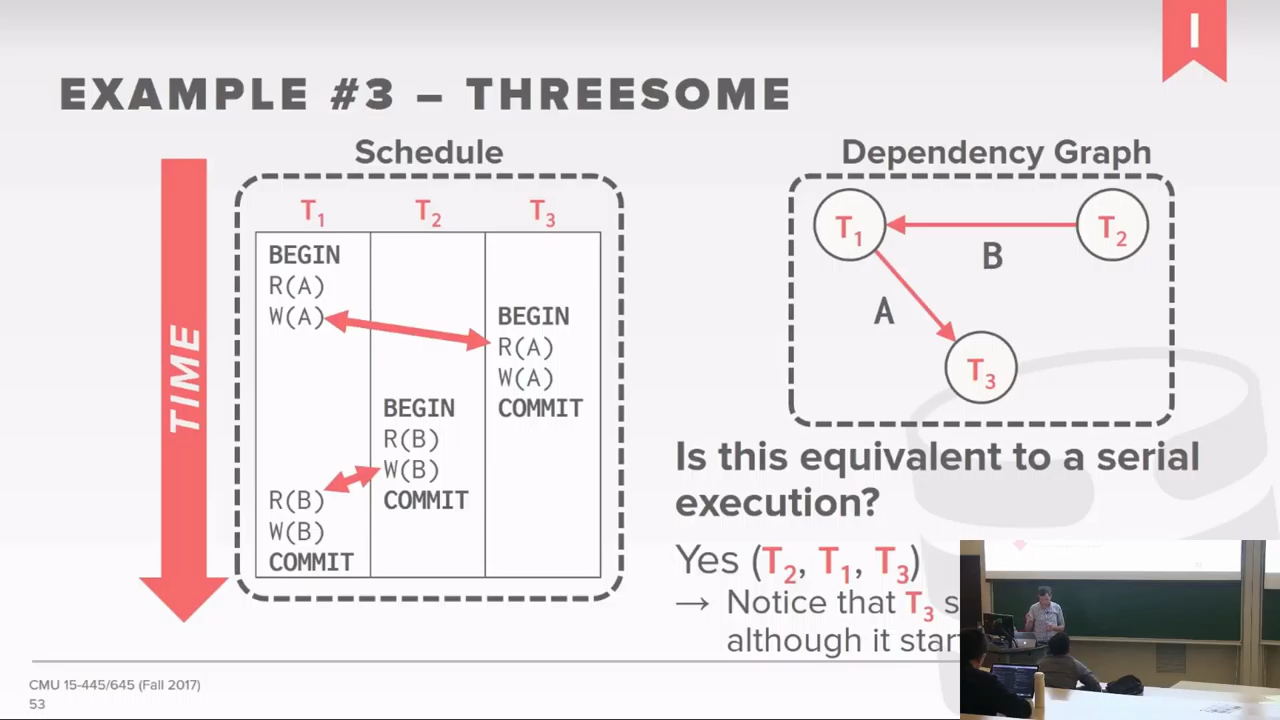 I
EXAMPLE #3 – THREESOME
Schedule
Dependency Graph
TIME
T1 T2 T3
BEGIN
R(A)
W(A) BEGIN
R(A)
W(A)
BEGIN COMMIT
R(B)
W(B)
R(B) COMMIT
W(B)
COMMIT
T1 T2
B
A
T3
Is this equivalent to a serial
execution?
Yes (T2, T1, T3)
→ Notice that T3
although it
CMU 15-445/645 (Fall 2017)
53